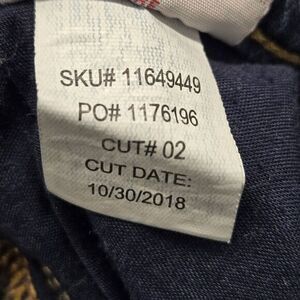 SKU# 11649449
PO# 1176196
CUT# 02
CUT DATE:
10/30/2018